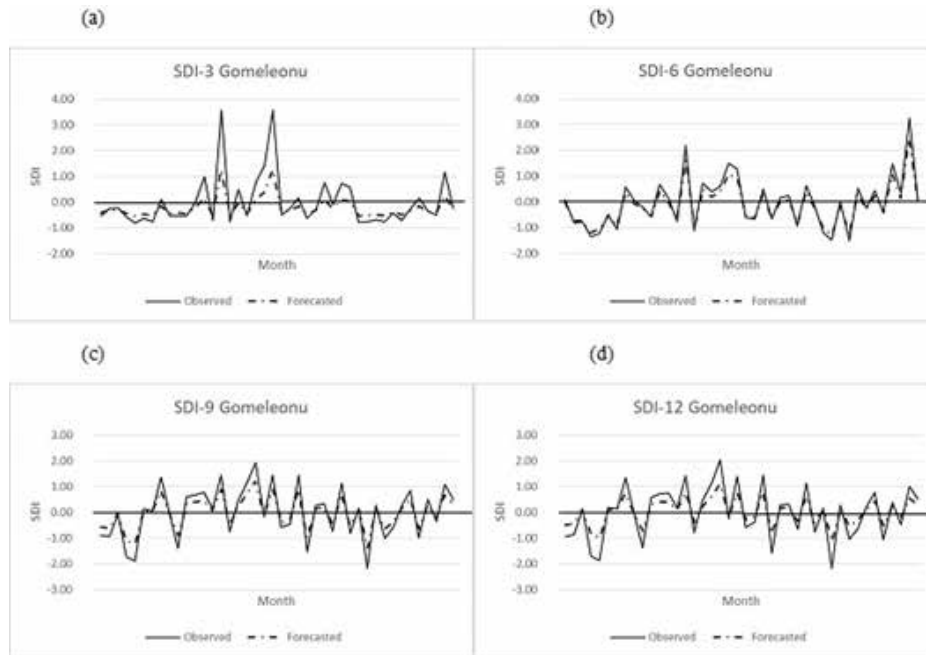 (a)
SDI-3 Gomeleonu
4.00
3.00
2.00
1.00
0.00
-1.00
-2.00
SDI
Month
Observed Forecasted
(b)
SDI-6 Gomeleonu
4.00
3.00
2.00
1.00
0.00
-1.00
-2.00
SDI
Month
Observed Forecasted
(c)
SDI-9 Gomeleonu
3.00
2.00
1.00
0.00
-1.00
-2.00
-3.00
SDI
Month
Observed Forecasted
(d)
SDI-12 Gomeleonu
3.00
2.00
1.00
0.00
-1.00
-2.00
-3.00
SDI
Month
Observed Forecasted